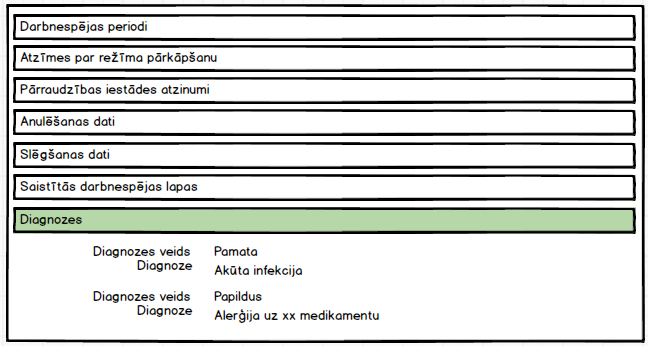 Darbnespējas periodi
Atzīmes par režīma pārkāpšanu
Pārraudzības iestādes atzinumi
Anulēšanas dati
Slēgšanas dati
Saistītās darbnespējas lapas
Diagnozes
Diagnozes veids Pamata
Diagnoze Akūta infekcija
Diagnozes veids Papildus
Diagnoze Alerģija uz xx medikamentu